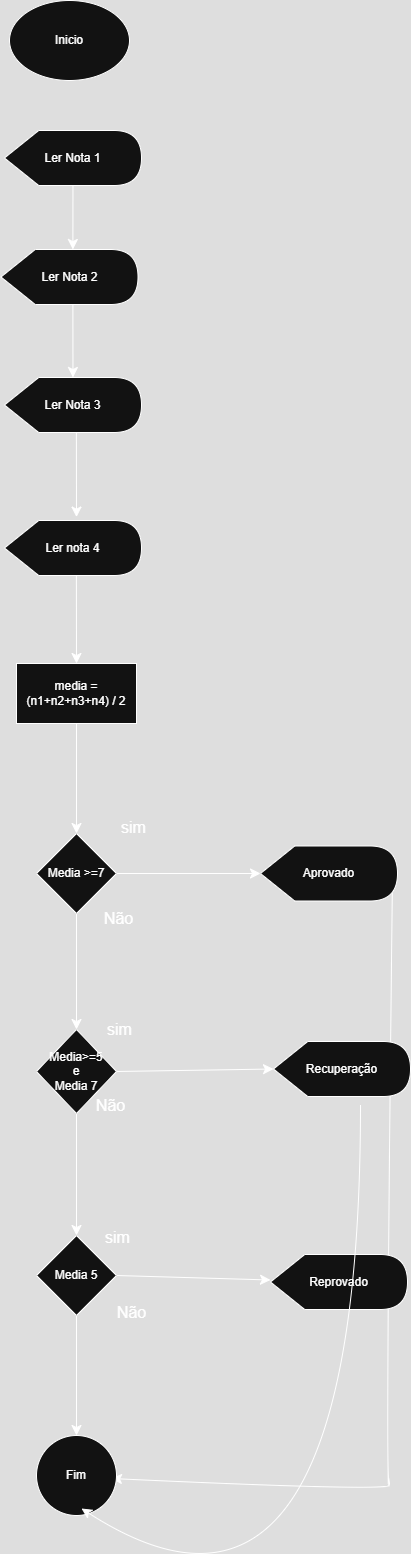 Inicio
Ler Nota 1
Ler Nota 2
Ler Nota 3
Ler nota 4
media =
(n1+n2+n3+n4) / 2
sim
Media >=7
Aprovado
Não
sim
Media>=5
e
Media 7
Recuperação
Não
sim
Media 5
Reprovado
Não
Fim